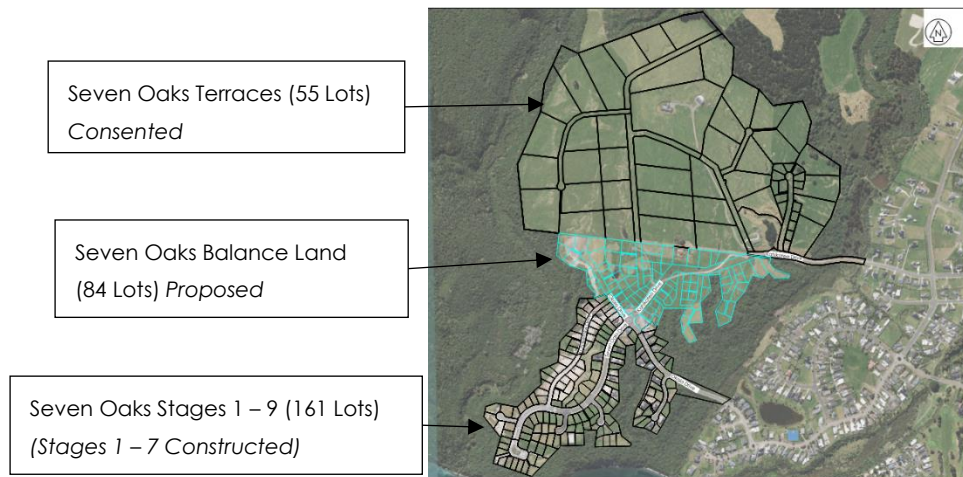 Seven Oaks Terraces (55 Lots)
Consented
Seven Oaks Balance Land
(84 Lots) Proposed
Seven Oaks Stages 1 – 9 (161 Lots)
(Stages 1 – 7 Constructed)
N